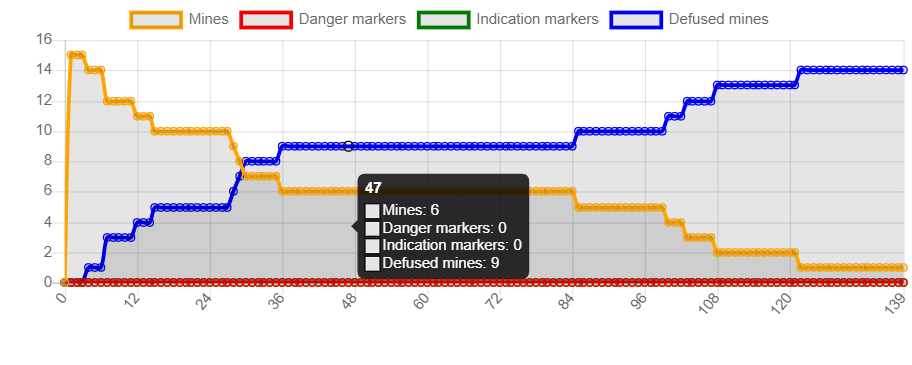 Mines Danger markers Indication markers Defused mines
16
14
12
10
8
6
4
2
0
47
Mines: 6
Danger markers: 0
Indication markers: 0
Defused mines: 9
0 12 24 36 48 60 72 84 96 108 120 139